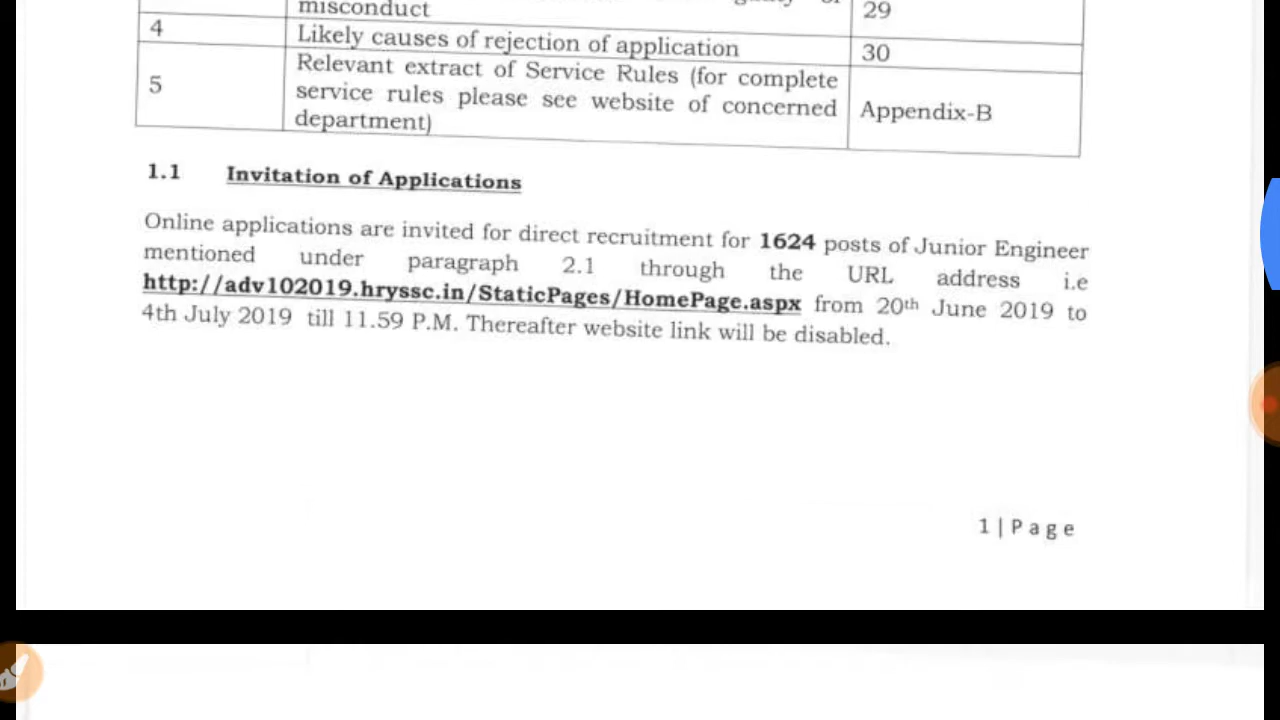 misconduct 29
4 Likely causes of rejection of application 30
Relevant extract of Service Rules (for complete
5 service rules please see website of concerned Appendix-B
department)
1.1 Invitation of Applications
Online applications are invited for direct recruitment for 1624 posts of Junior Engineer
mentioned under paragraph 2.1 through the URL address i.e
http://adv102019.hryssc.in/StaticPages/HomePage.aspx from 20th June 2019 to
4th July 2019 till 11.59 P.M. Thereafter website link will be disabled.
1|Page